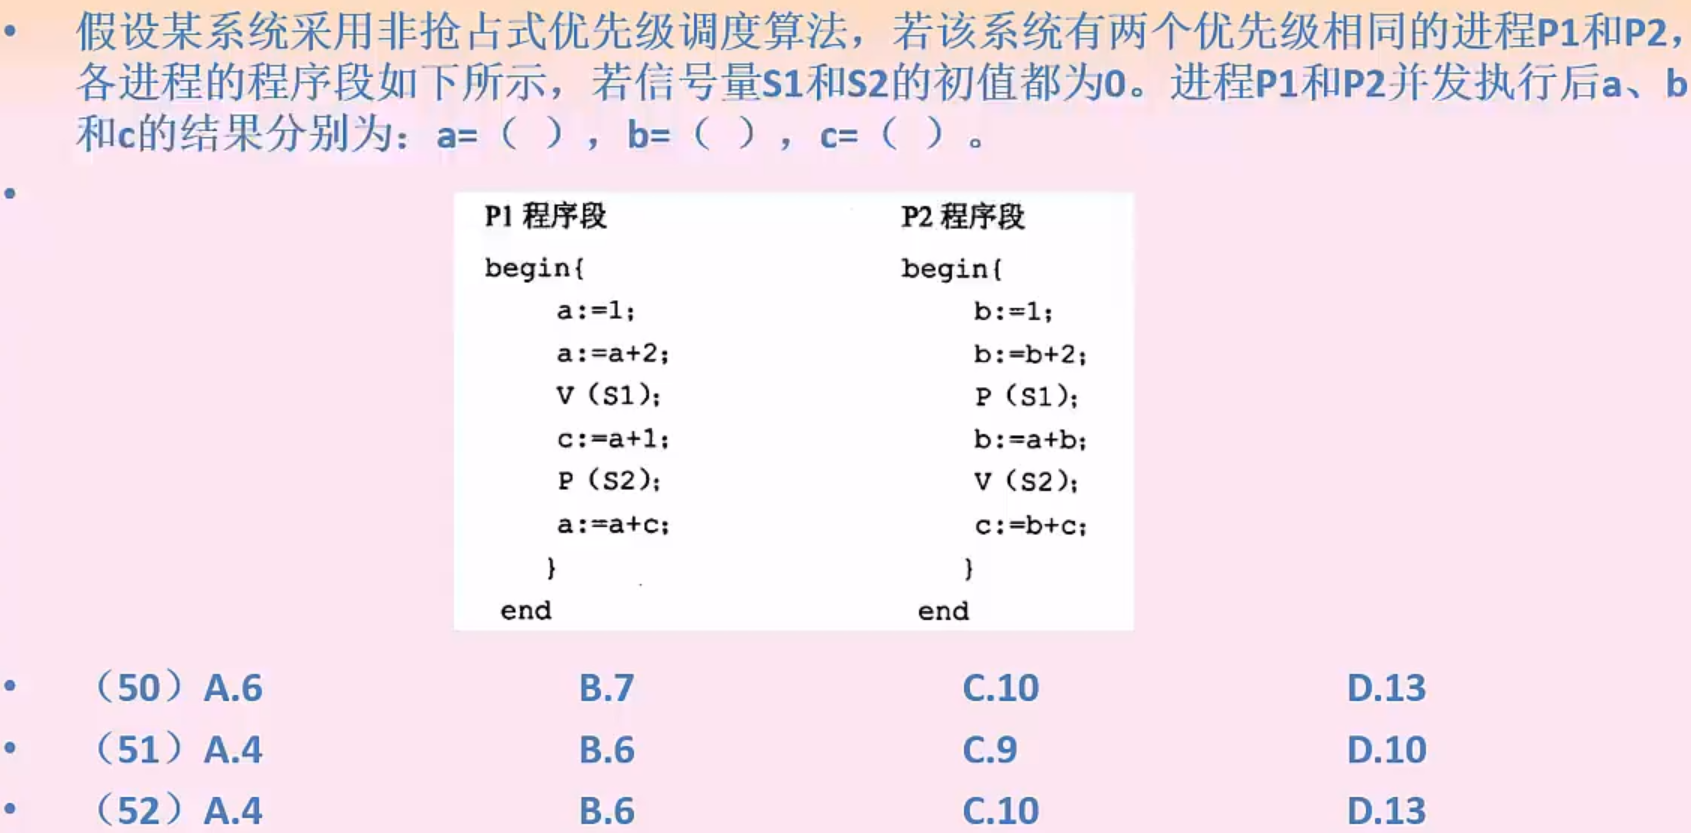 • 假设某系统采用非抢占式优先级调度算法，若该系统有两个优先级相同的进程P1和P2，
各进程的程序段如下所示，若信号量S1和S2的初值都为0。进程P1和P2并发执行后a、b
和c的结果分别为：a=（ ），b=（ ），c=（ ）。
•
P1 程序段 P2 程序段
begin{ begin{
a:=1; b:=1;
a:=a+2; b:=b+2;
V（S1）; P（S1）;
c:=a+1; b:=a+b;
P（S2）; V（S2）;
a:=a+c; c:=b+c;
} }
end end
• （50）A.6 B.7 C.10 D.13
• （51）A.4 B.6 C.9 D.10
• （52）A.4 B.6 C.10 D.13